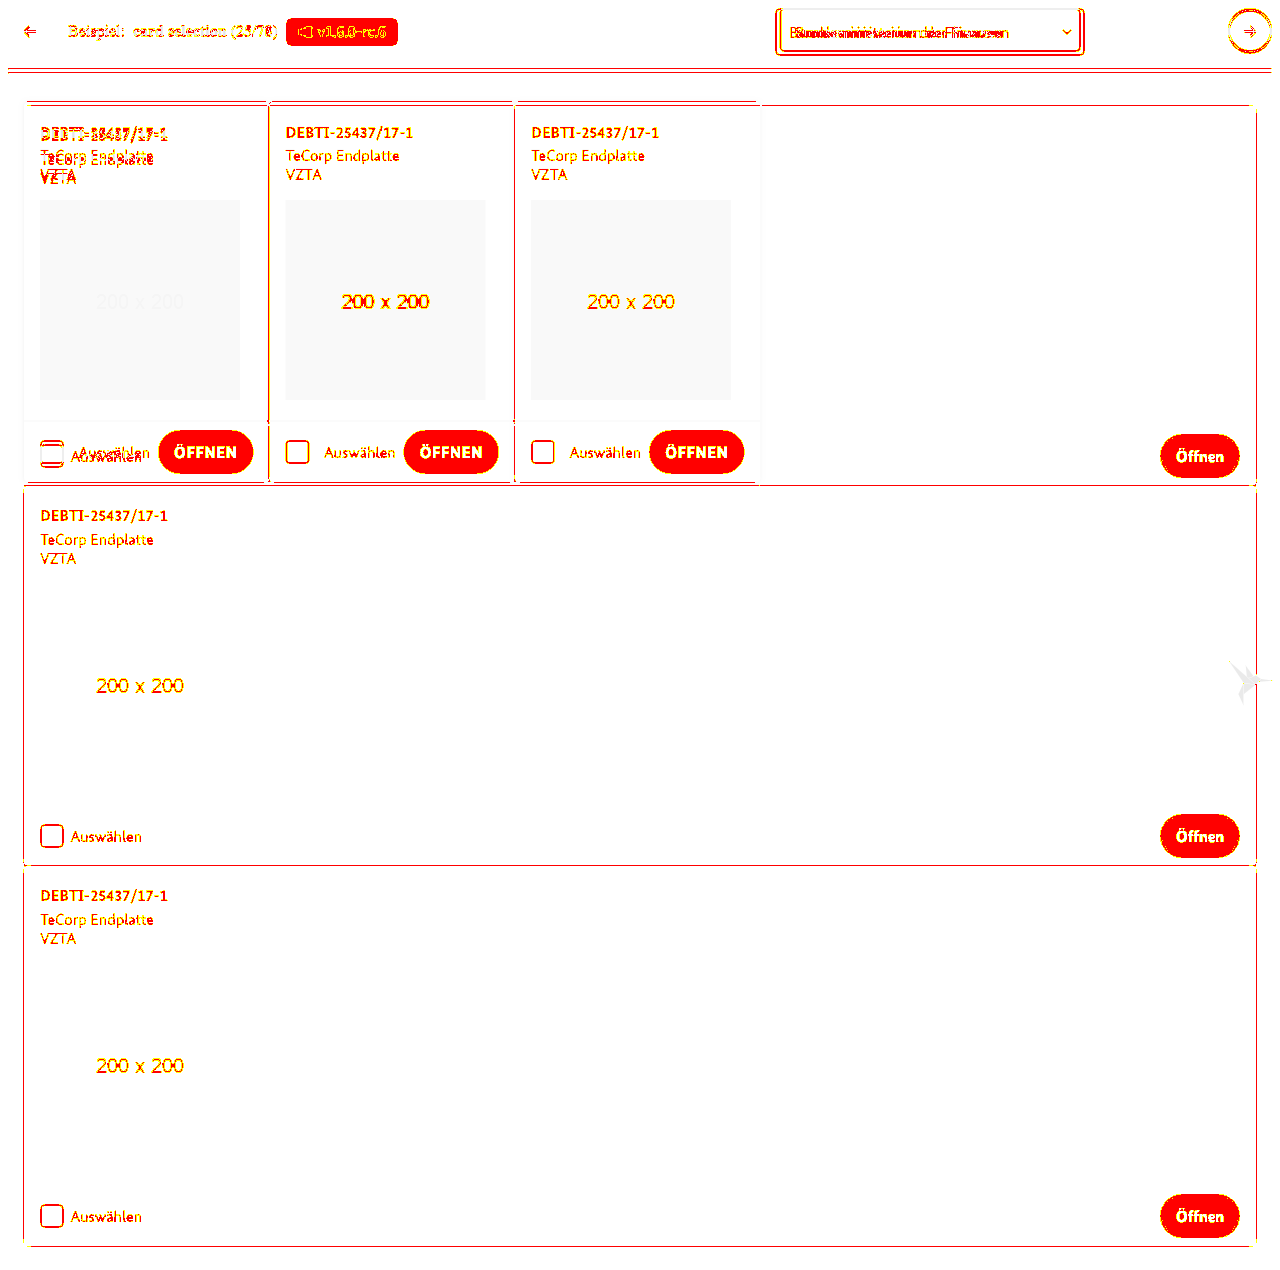 Beispiel: card selection (23/70) v1.6.0-rc.6
DEBTI-25437/17-1 DEBTI-25437/17-1 DEBTI-25437/17-1
TeCorp Endplatte TeCorp Endplatte TeCorp Endplatte
VZTA VZTA VZTA
200 x 200 200 x 200 200 x 200
Auswählen ÖFFNEN Auswählen ÖFFNEN Auswählen ÖFFNEN Öffnen
Auswählen
DEBTI-25437/17-1
TeCorp Endplatte
VZTA
200 x 200
Auswählen Öffnen
DEBTI-25437/17-1
TeCorp Endplatte
VZTA
200 x 200
Auswählen Öffnen